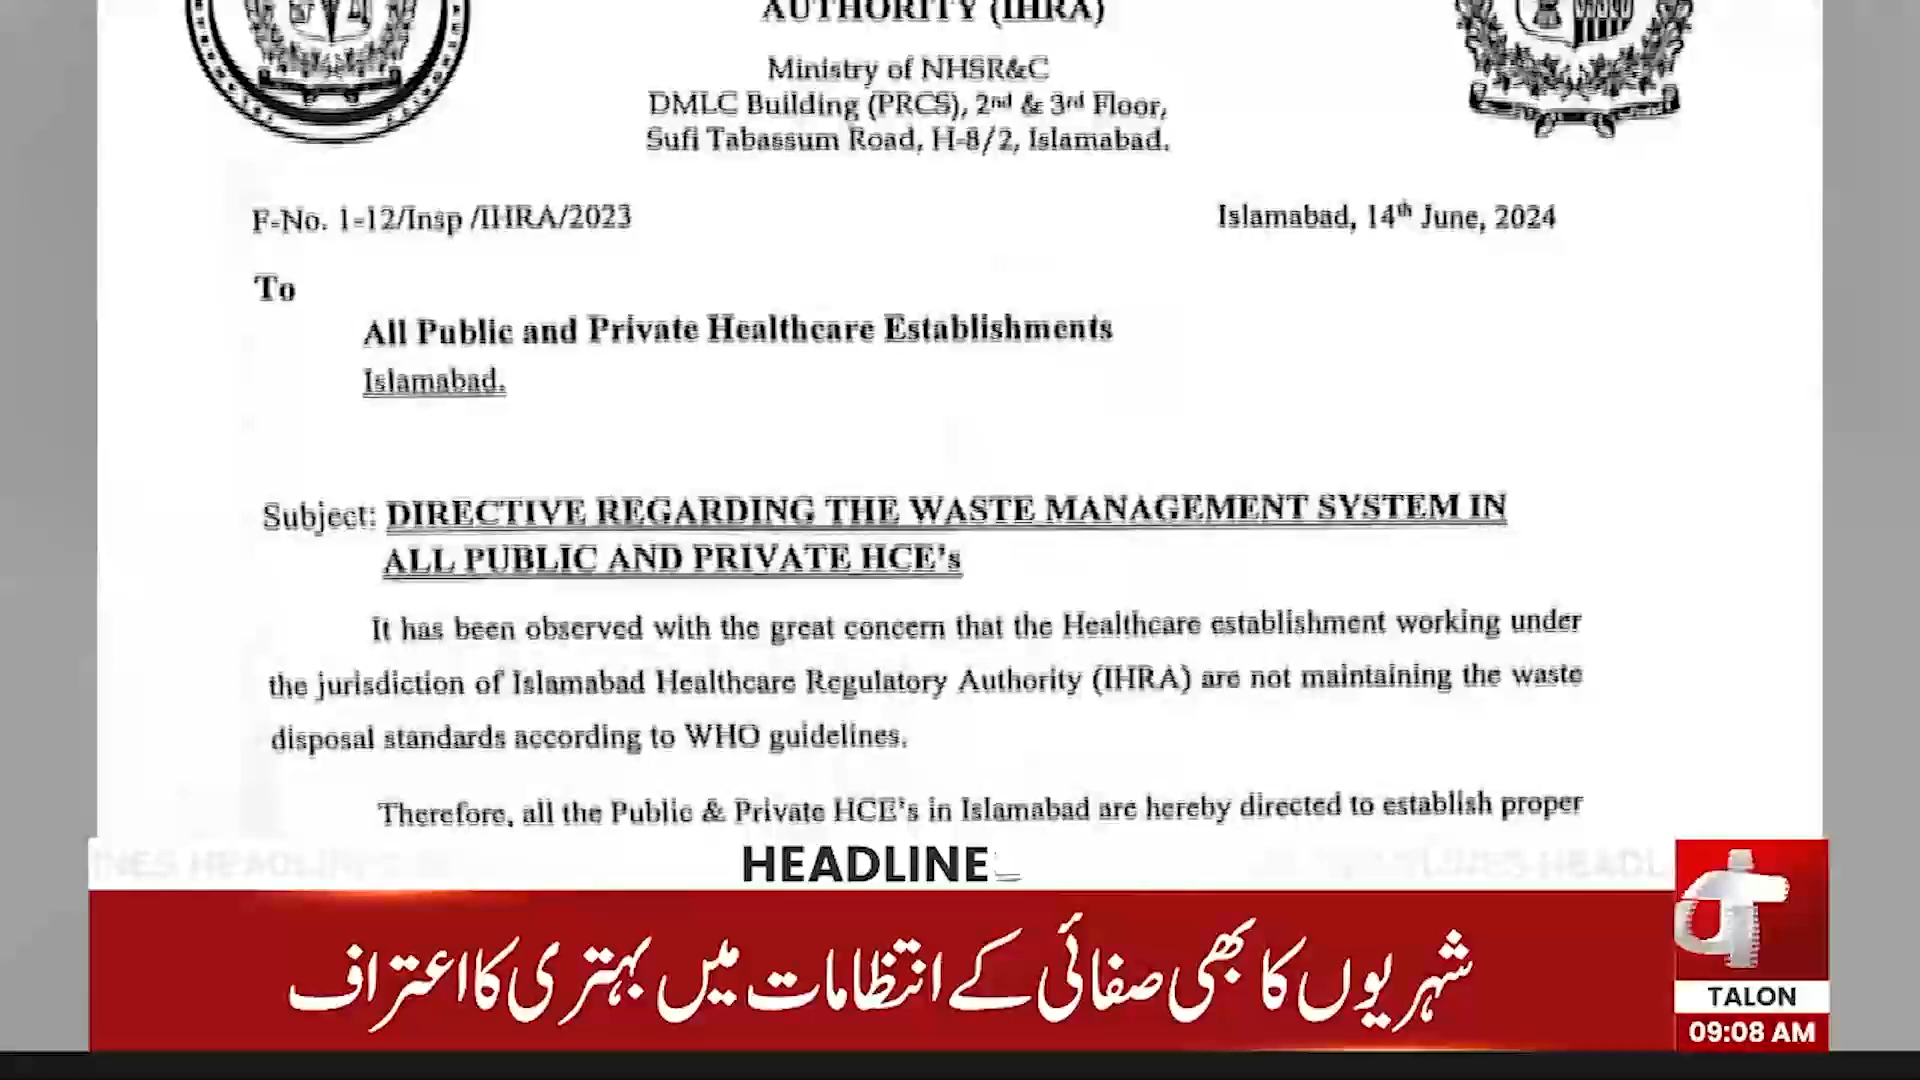 AUTHORITY (IHRA)
Ministry of NHSR&C
DMLC Building (PRCS), 2nd & 3rd Floor,
Sufi Tabassum Road, H-8/2, Islamabad.
F-No. 1-12/Insp /IHRA/2023
Islamabad, 14th June, 2024
To
All Public and Private Healthcare Establishments
Islamabad.
Subject: DIRECTIVE REGARDING THE WASTE MANAGEMENT SYSTEM IN
ALL PUBLIC AND PRIVATE HCE's
It has been observed with the great concern that the Healthcare establishment working under
the jurisdiction of Islamabad Healthcare Regulatory Authority (IHRA) are not maintaining the waste
disposal standards according to WHO guidelines.
Therefore, all the Public & Private HCE's in Islamabad are hereby directed to establish proper
HEADLINE
شہریوں کا بھی صفائی کے انتظامات میں بہتری کا اعتراف
TALON
09:08 AM